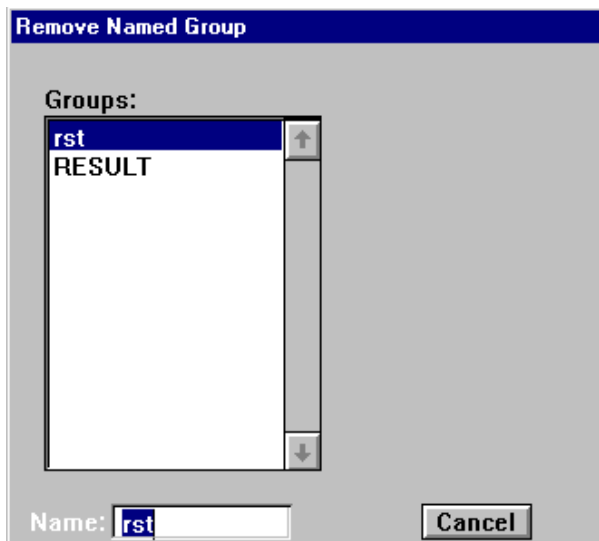 Remove Named Group
Groups:
rst
RESULT
Name: rst
Cancel